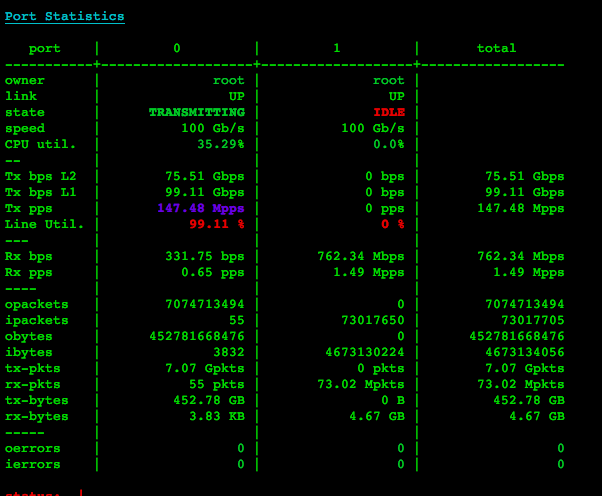 Port Statistics
port | 0 | 1 | total
-----------+-------------------+-------------------+------------------
owner | root | root |
link | UP | UP |
state | TRANSMITTING | IDLE |
speed | 100 Gb/s | 100 Gb/s |
CPU util. | 35.29% | 0.0% |
-- | | |
Tx bps L2 | 75.51 Gbps | 0 bps | 75.51 Gbps
Tx bps L1 | 99.11 Gbps | 0 bps | 99.11 Gbps
Tx pps | 147.48 Mpps | 0 pps | 147.48 Mpps
Line Util. | 99.11 % | 0 % |
--- | | |
Rx bps | 331.75 bps | 762.34 Mbps | 762.34 Mbps
Rx pps | 0.65 pps | 1.49 Mpps | 1.49 Mpps
---- | | |
opackets | 7074713494 | 0 | 7074713494
ipackets | 55 | 73017650 | 73017705
obytes | 452781668476 | 0 | 452781668476
ibytes | 3832 | 4673130224 | 4673134056
tx-pkts | 7.07 Gpkts | 0 pkts | 7.07 Gpkts
rx-pkts | 55 pkts | 73.02 Mpkts | 73.02 Mpkts
tx-bytes | 452.78 GB | 0 B | 452.78 GB
rx-bytes | 3.83 KB | 4.67 GB | 4.67 GB
----- | | |
oerrors | 0 | 0 | 0
ierrors | 0 | 0 | 0
status: |